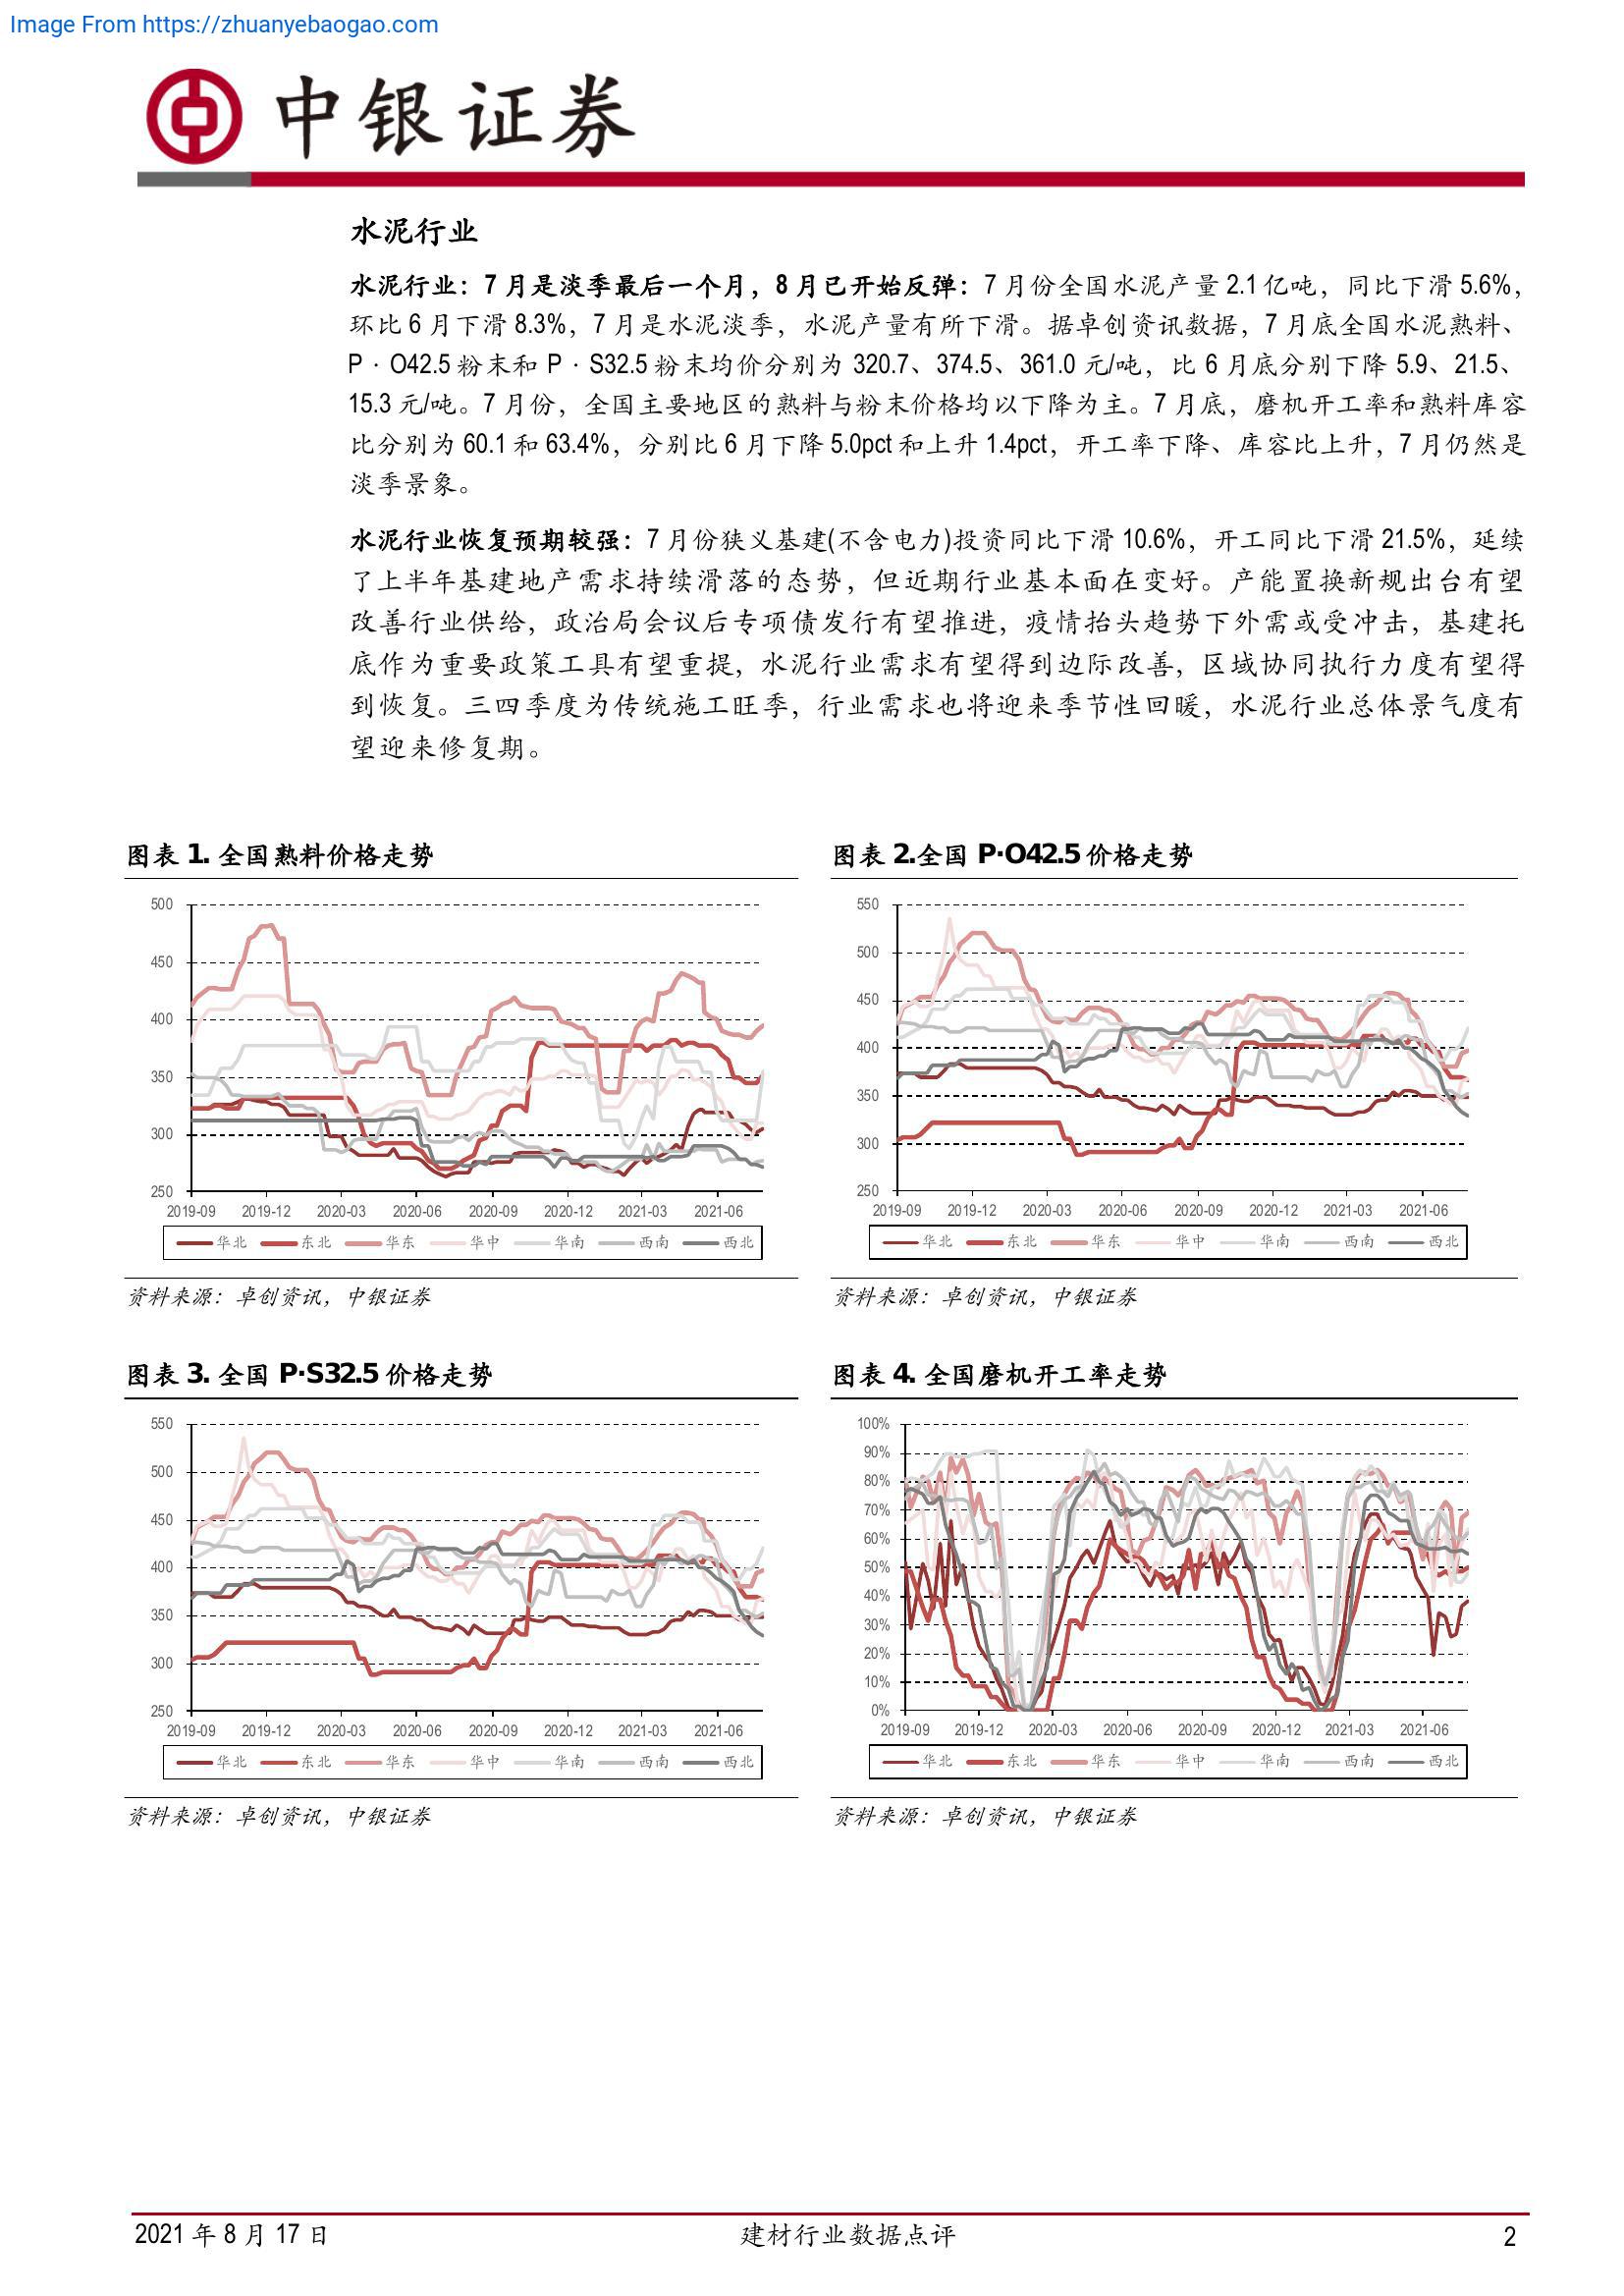 Image From https://zhuanyebaogao.com
中银证券
水泥行业
水泥行业：7 月是淡季最后一个月，8 月已开始反弹：7 月份全国水泥产量 2.1 亿吨，同比下滑 5.6%，
环比 6 月下滑 8.3%，7 月是水泥淡季，水泥产量有所下滑。据卓创资讯数据，7 月底全国水泥熟料、
P · O42.5 粉末和 P · S32.5 粉末均价分别为 320.7、374.5、361.0 元/吨，比 6 月底分别下降 5.9、21.5、
15.3 元/吨。7 月份，全国主要地区的熟料与粉末价格均以下降为主。7 月底，磨机开工率和熟料库容
比分别为 60.1 和 63.4%，分别比 6 月下降 5.0pct 和上升 1.4pct，开工率下降、库容比上升，7 月仍然是
淡季景象。
水泥行业恢复预期较强：7 月份狭义基建(不含电力)投资同比下滑 10.6%，开工同比下滑 21.5%，延续
了上半年基建地产需求持续滑落的态势，但近期行业基本面在变好。产能置换新规出台有望
改善行业供给，政治局会议后专项债发行有望推进，疫情抬头趋势下外需或受冲击，基建托
底作为重要政策工具有望重提，水泥行业需求有望得到边际改善，区域协同执行力度有望得
到恢复。三四季度为传统施工旺季，行业需求也将迎来季节性回暖，水泥行业总体景气度有
望迎来修复期。
图表 1. 全国熟料价格走势
500
450
400
350
300
250
2019-09 2019-12 2020-03 2020-06 2020-09 2020-12 2021-03 2021-06
华北 东北 华东 华中 华南 西南 西北
资料来源：卓创资讯，中银证券
图表 2.全国 P·O42.5 价格走势
550
500
450
400
350
300
250
2019-09 2019-12 2020-03 2020-06 2020-09 2020-12 2021-03 2021-06
华北 东北 华东 华中 华南 西南 西北
资料来源：卓创资讯，中银证券
图表 3. 全国 P·S32.5 价格走势
550
500
450
400
350
300
250
2019-09 2019-12 2020-03 2020-06 2020-09 2020-12 2021-03 2021-06
华北 东北 华东 华中 华南 西南 西北
资料来源：卓创资讯，中银证券
图表 4. 全国磨机开工率走势
100%
90%
80%
70%
60%
50%
40%
30%
20%
10%
0%
2019-09 2019-12 2020-03 2020-06 2020-09 2020-12 2021-03 2021-06
华北 东北 华东 华中 华南 西南 西北
资料来源：卓创资讯，中银证券
2021 年 8 月 17 日
建材行业数据点评
2